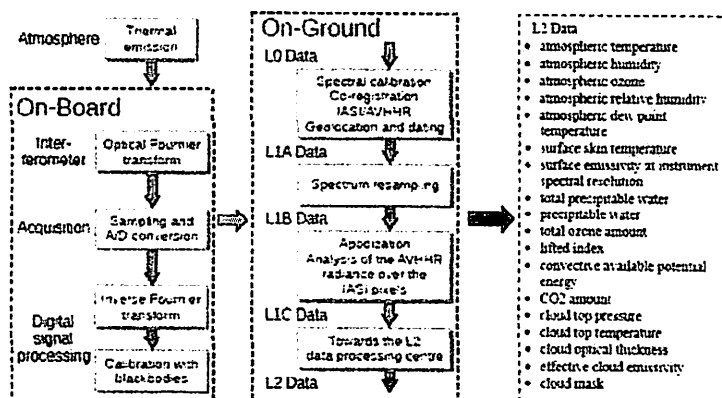 Atmosphere
Thermal
emission
On-Board
Inter-
ferometer
Optical Fourier
transform
Acquisition
Sampling and
A/D conversion
Digital
signal
processing
Inverse Fourier
transform
Calibration with
blackbodies
On-Ground
L0 Data
Spectral calibration
Co-registration
IASI/AVHHR
Geolocation and dating
L1A Data
Spectrum resampling
L1B Data
Apodization
Analysis of the AVHHR
radiance over the
IASI pixels
L1C Data
Towards the L2
data processing centre
L2 Data
L2 Data
• atmospheric temperature
• atmospheric humidity
• atmospheric ozone
• atmospheric relative humidity
• atmospheric dew point
temperature
• surface skin temperature
• surface emissivity at instrument
spectral resolution
• total precipitable water
• precipitable water
• total ozone amount
• lifted index
• convective available potential
energy
• CO2 amount
• cloud top pressure
• cloud top temperature
• cloud optical thickness
• effective cloud emissivity
• cloud mask